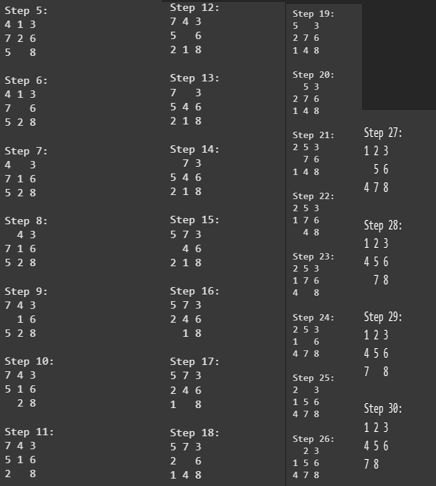 Step 5:
4 1 3
7 2 6
5   8
Step 6:
4 1 3
7   6
5 2 8
Step 7:
4   3
7 1 6
5 2 8
Step 8:
  4 3
7 1 6
5 2 8
Step 9:
7 4 3
  1 6
5 2 8
Step 10:
7 4 3
5 1 6
  2 8
Step 11:
7 4 3
5 1 6
2   8
Step 12:
7 4 3
5   6
2 1 8
Step 13:
7   3
5 4 6
2 1 8
Step 14:
  7 3
5 4 6
2 1 8
Step 15:
5 7 3
  4 6
2 1 8
Step 16:
5 7 3
2 4 6
  1 8
Step 17:
5 7 3
2 4 6
1   8
Step 18:
5 7 3
2   6
1 4 8
Step 19:
5   3
2 7 6
1 4 8
Step 20:
  5 3
2 7 6
1 4 8
Step 21:
2 5 3
  7 6
1 4 8
Step 22:
2 5 3
1 7 6
  4 8
Step 23:
2 5 3
1 7 6
4   8
Step 24:
2 5 3
1   6
4 7 8
Step 25:
2   3
1 5 6
4 7 8
Step 26:
  2 3
1 5 6
4 7 8
Step 27:
1 2 3
  5 6
4 7 8
Step 28:
1 2 3
4 5 6
  7 8
Step 29:
1 2 3
4 5 6
7   8
Step 30:
1 2 3
4 5 6
7 8